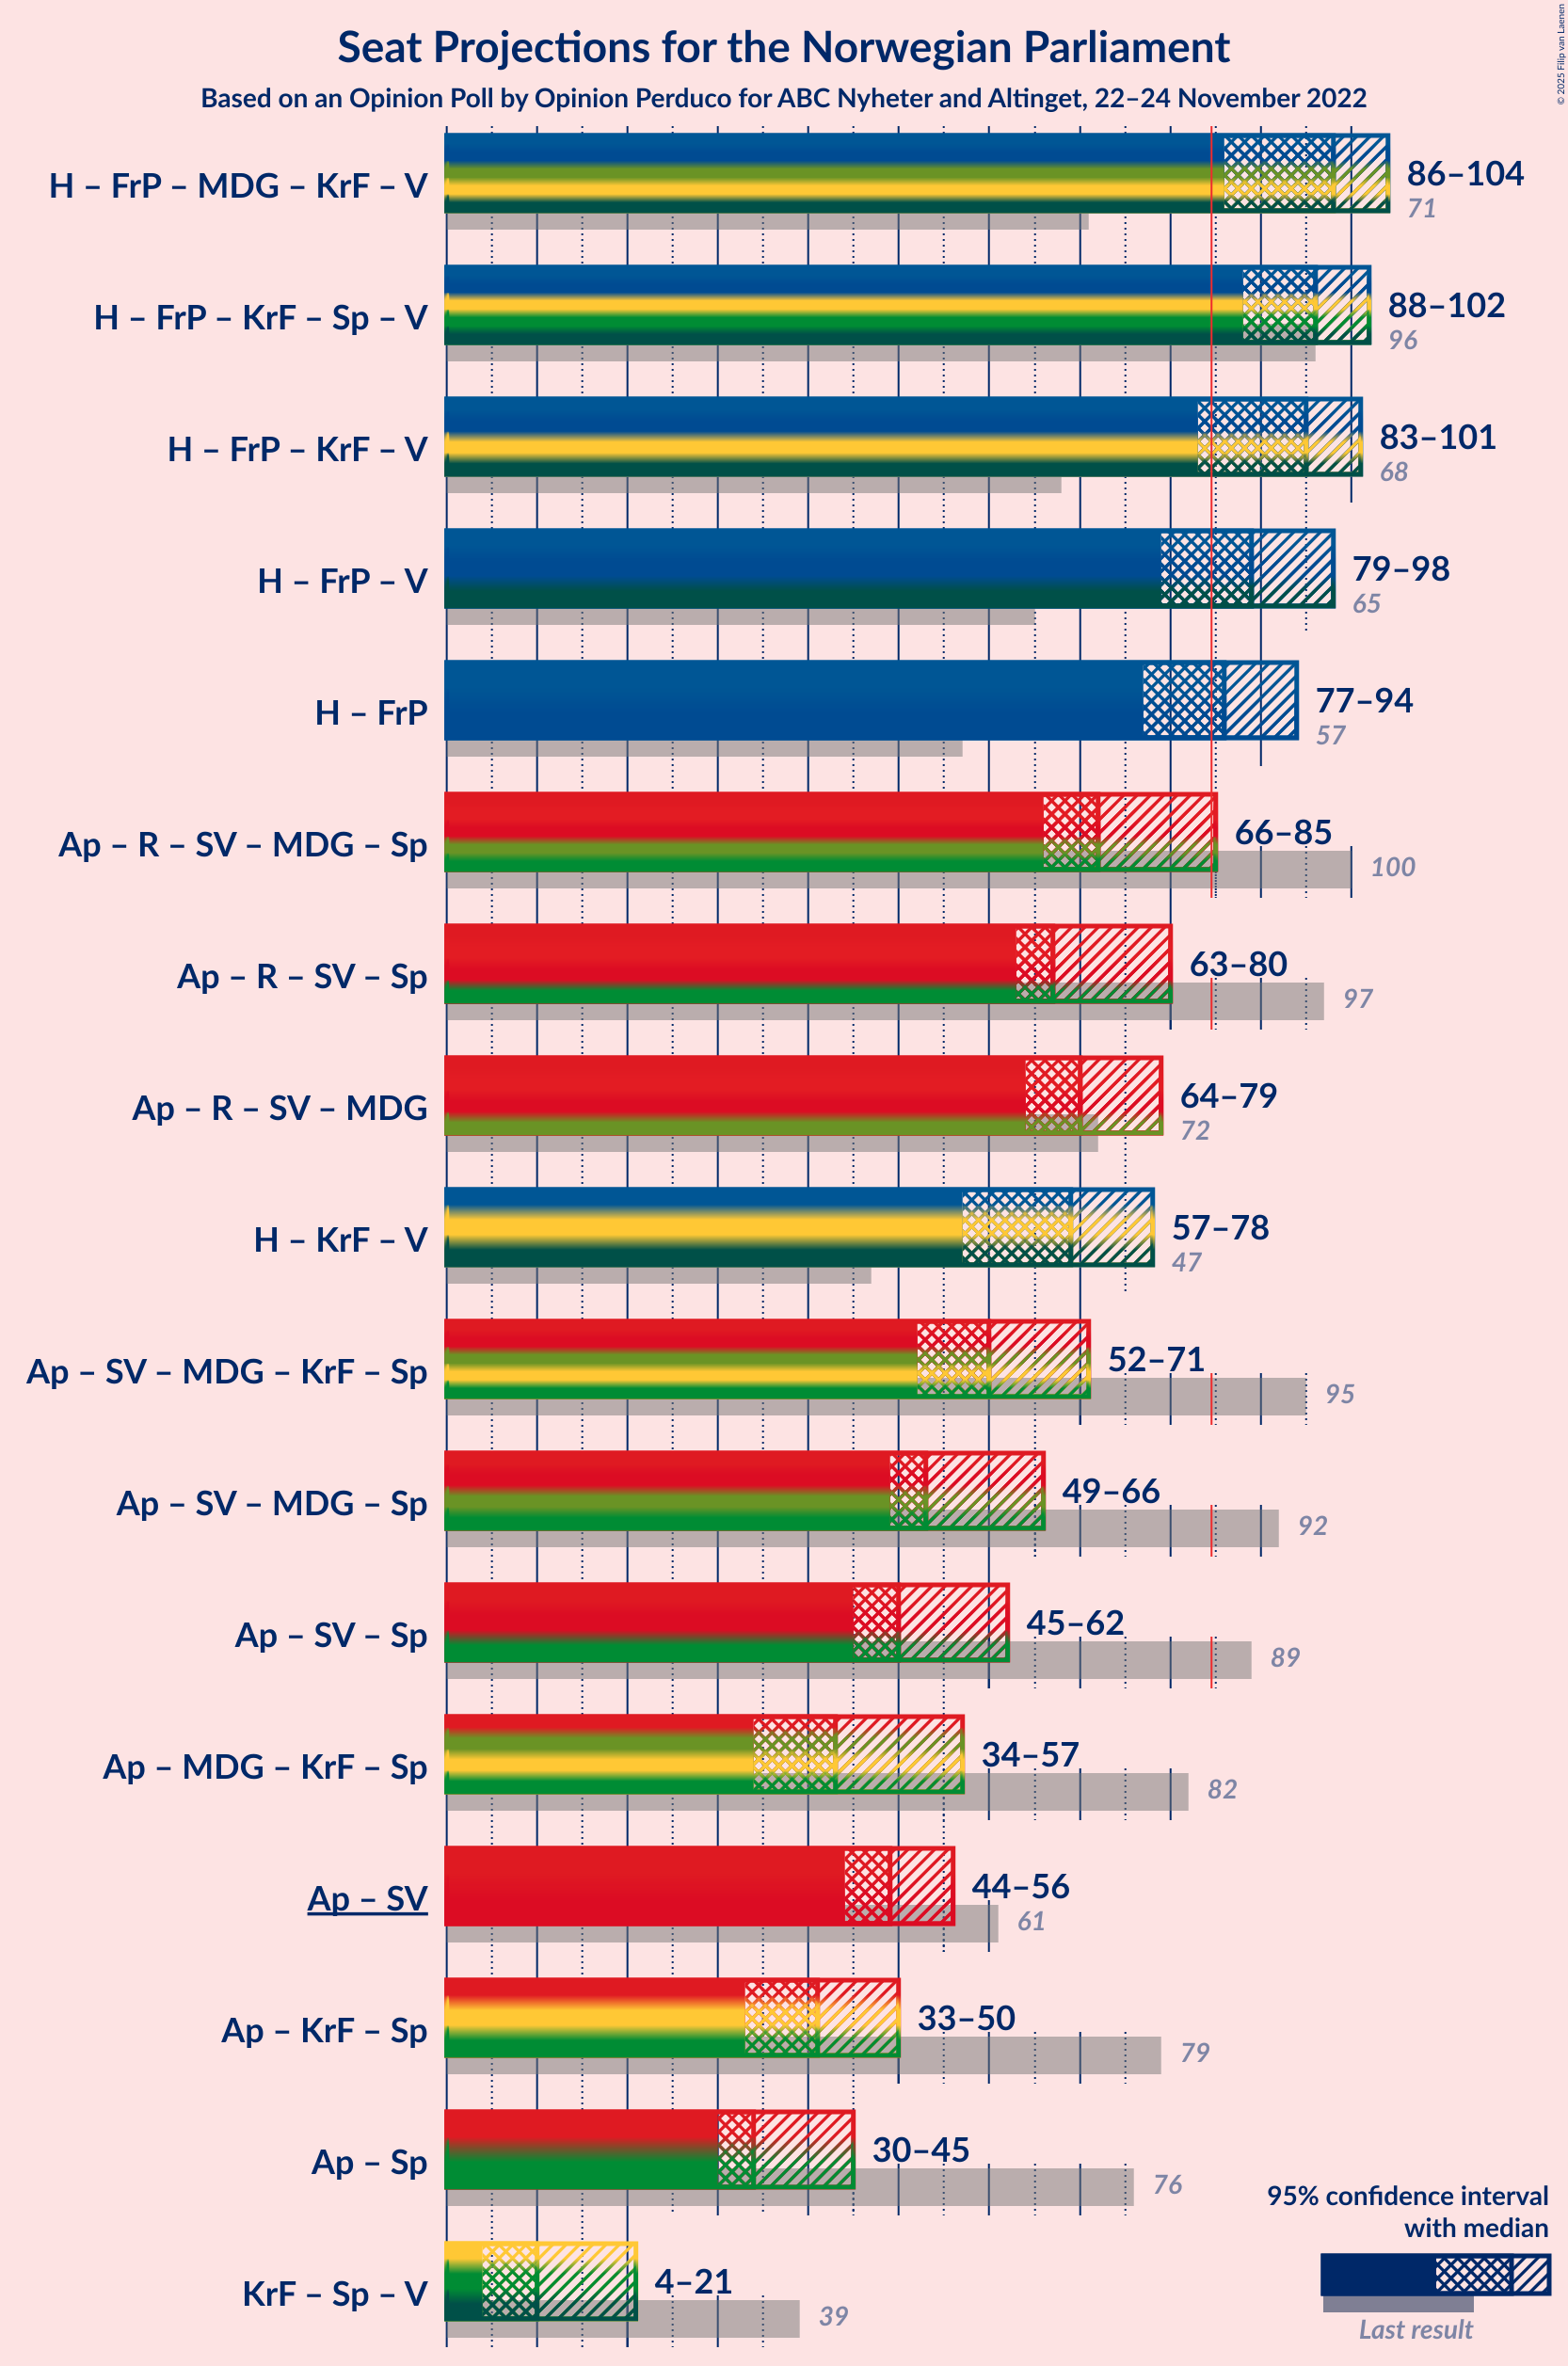 Seat Projections for the Norwegian Parliament
Based on an Opinion Poll by Opinion Perduco for ABC Nyheter and Altinget, 22–24 November 2022
© 2025 Filip van Laenen
H – FrP – MDG – KrF – V
86–104
71
H – FrP – KrF – Sp – V
88–102
96
H – FrP – KrF – V
83–101
68
H – FrP – V
79–98
65
H – FrP
77–94
57
Ap – R – SV – MDG – Sp
66–85
100
Ap – R – SV – Sp
63–80
97
Ap – R – SV – MDG
64–79
72
H – KrF – V
57–78
47
Ap – SV – MDG – KrF – Sp
52–71
95
Ap – SV – MDG – Sp
49–66
92
Ap – SV – Sp
45–62
89
Ap – MDG – KrF – Sp
34–57
82
Ap – SV
44–56
61
Ap – KrF – Sp
33–50
79
Ap – Sp
30–45
76
KrF – Sp – V
4–21
39
95% confidence interval
with median
Last result